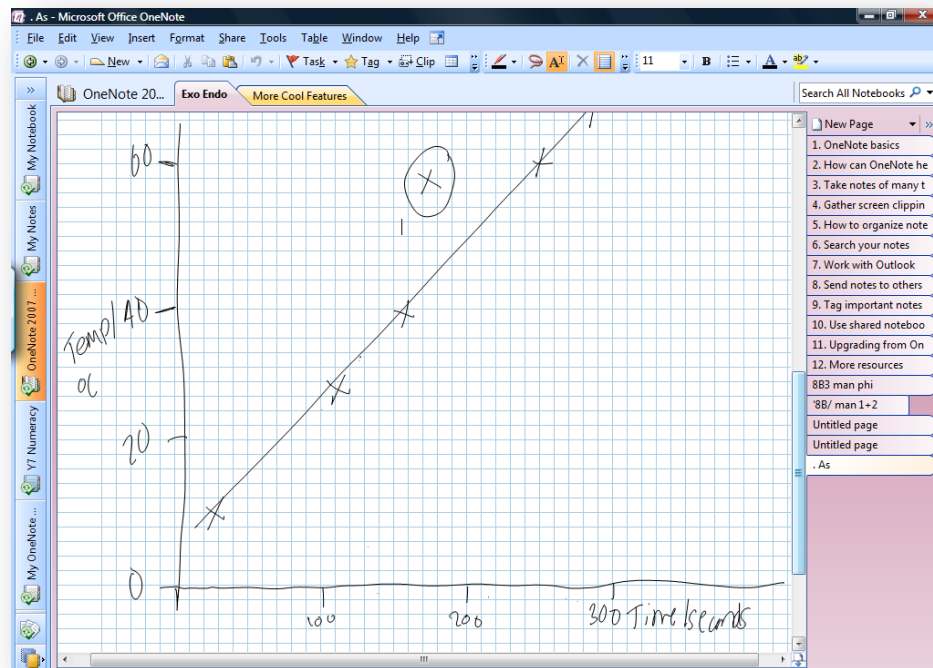 . As - Microsoft Office OneNote
File Edit View Insert Format Share Tools Table Window Help
New Task Tag Clip 11 B A ab
OneNote 20... Exo Endo More Cool Features Search All Notebooks
My Notebook
My Notes
OneNote 2007 ...
Y7 Numeracy
My OneNote ...
New Page
1. OneNote basics
2. How can OneNote he
3. Take notes of many t
4. Gather screen clippin
5. How to organize note
6. Search your notes
7. Work with Outlook
8. Send notes to others
9. Tag important notes
10. Use shared noteboo
11. Upgrading from On
12. More resources
8B3 man phi
'8B/ man 1+2
Untitled page
Untitled page
. As
60
40
Temp/
oc
20
0
100 200 300 Time/seconds